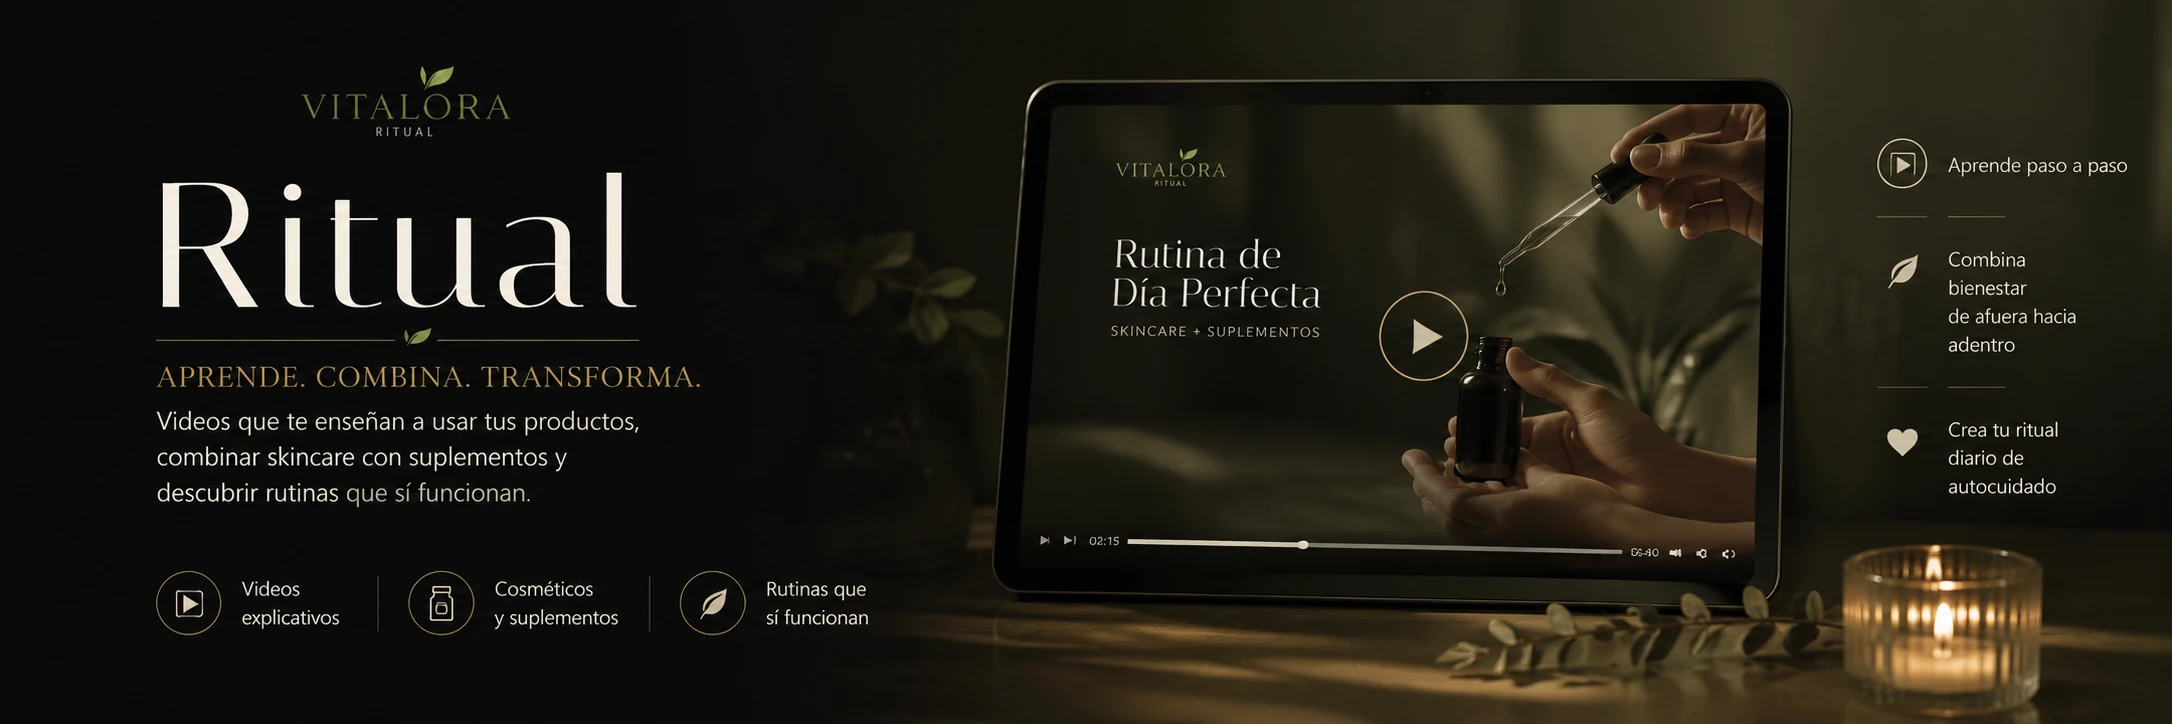 VITALORA
RITUAL
Ritual
APRENDE. COMBINA. TRANSFORMA.
Videos que te enseñan a usar tus productos,
combinar skincare con suplementos y
descubrir rutinas que sí funcionan.
Videos
explicativos
Cosméticos
y suplementos
Rutinas que
sí funcionan
VITALORA
RITUAL
Rutina de
Día Perfecta
SKINCARE + SUPLEMENTOS
02:15
Aprende paso a paso
Combina
bienestar
de afuera hacia
adentro
Crea tu ritual
diario de
autocuidado